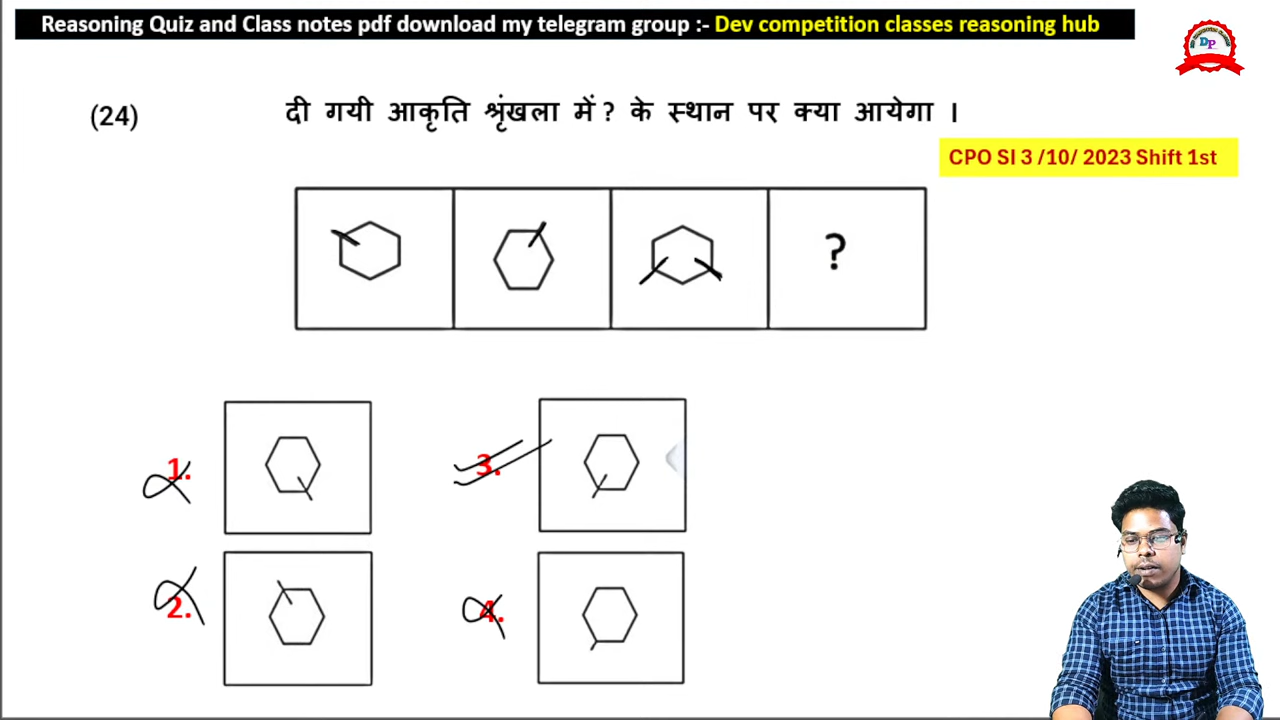 Reasoning Quiz and Class notes pdf download my telegram group :- Dev competition classes reasoning hub
DP
(24) दी गयी आकृति श्रृंखला में ? के स्थान पर क्या आयेगा ।
CPO SI 3 /10/ 2023 Shift 1st
?
1. 3.
2. 4.